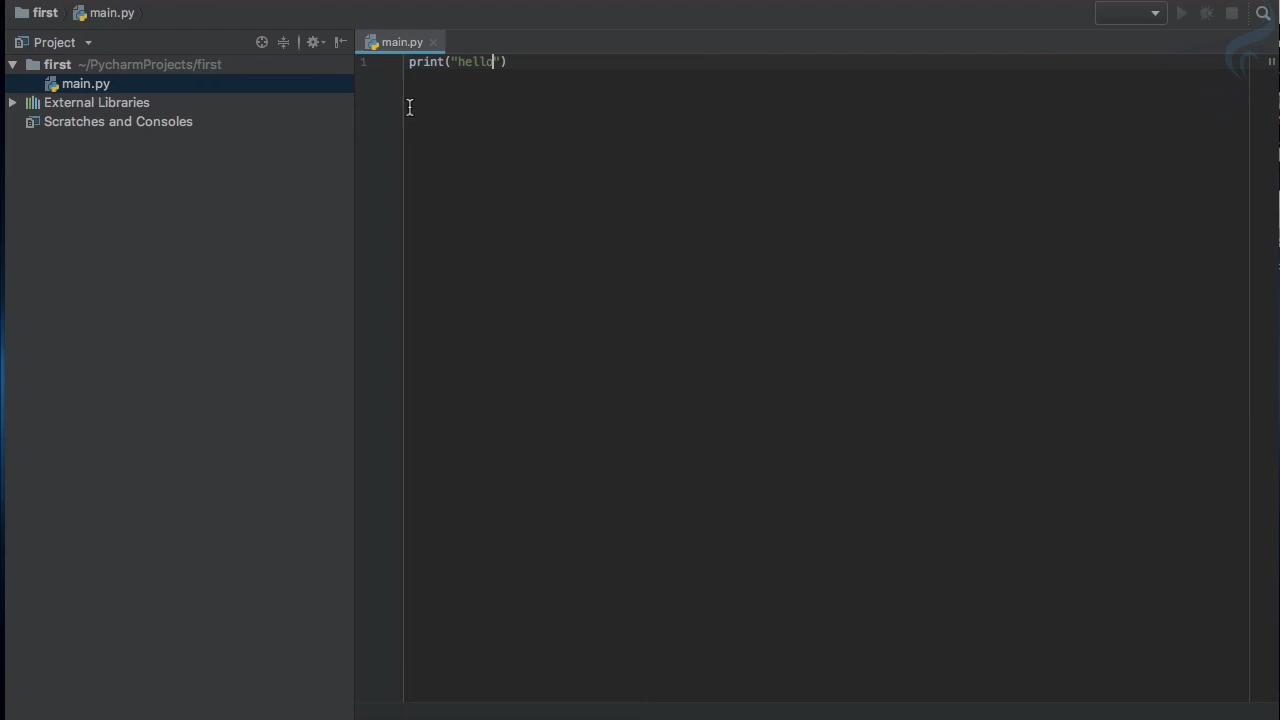 first main.py
Project
main.py
first ~/PycharmProjects/first
1 print("hello")
main.py
External Libraries
Scratches and Consoles